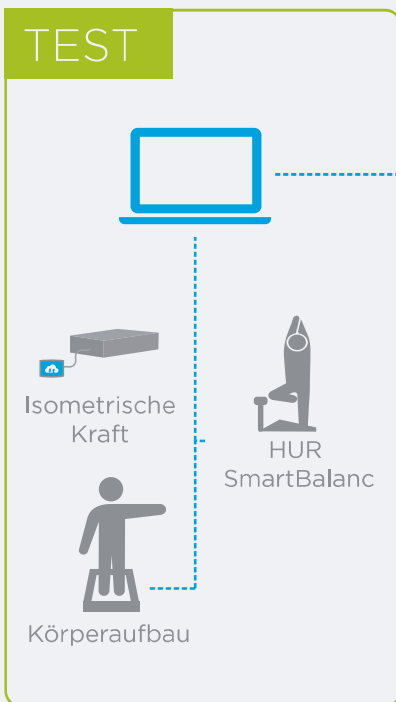 TEST
Isometrische
Kraft
HUR
SmartBalanc
Körperaufbau